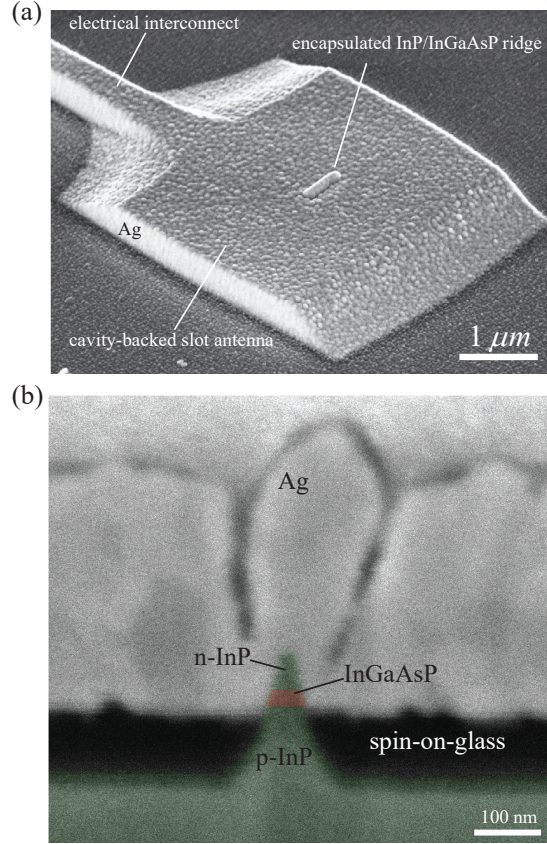 (a)
electrical interconnect
encapsulated InP/InGaAsP ridge
Ag
cavity-backed slot antenna
1 μm
(b)
Ag
n-InP
InGaAsP
p-InP
spin-on-glass
100 nm